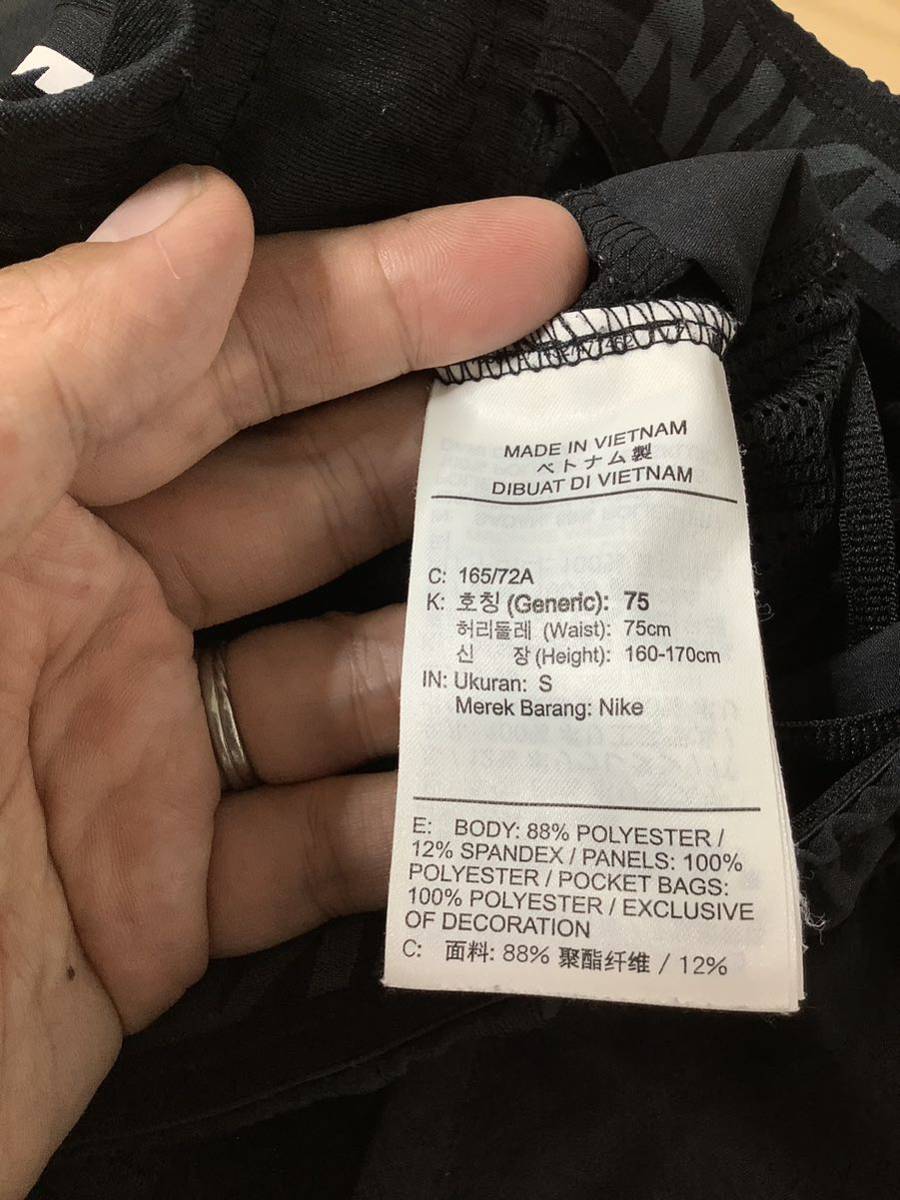 NIKE
MADE IN VIETNAM
ベトナム製
DIBUAT DI VIETNAM
C: 165/72A
K: 호칭 (Generic): 75
허리둘레 (Waist): 75cm
신 장 (Height): 160-170cm
IN: Ukuran: S
Merek Barang: Nike
E: BODY: 88% POLYESTER /
12% SPANDEX / PANELS: 100%
POLYESTER / POCKET BAGS:
100% POLYESTER / EXCLUSIVE
OF DECORATION
C: 面料: 88% 聚酯纤维 / 12%